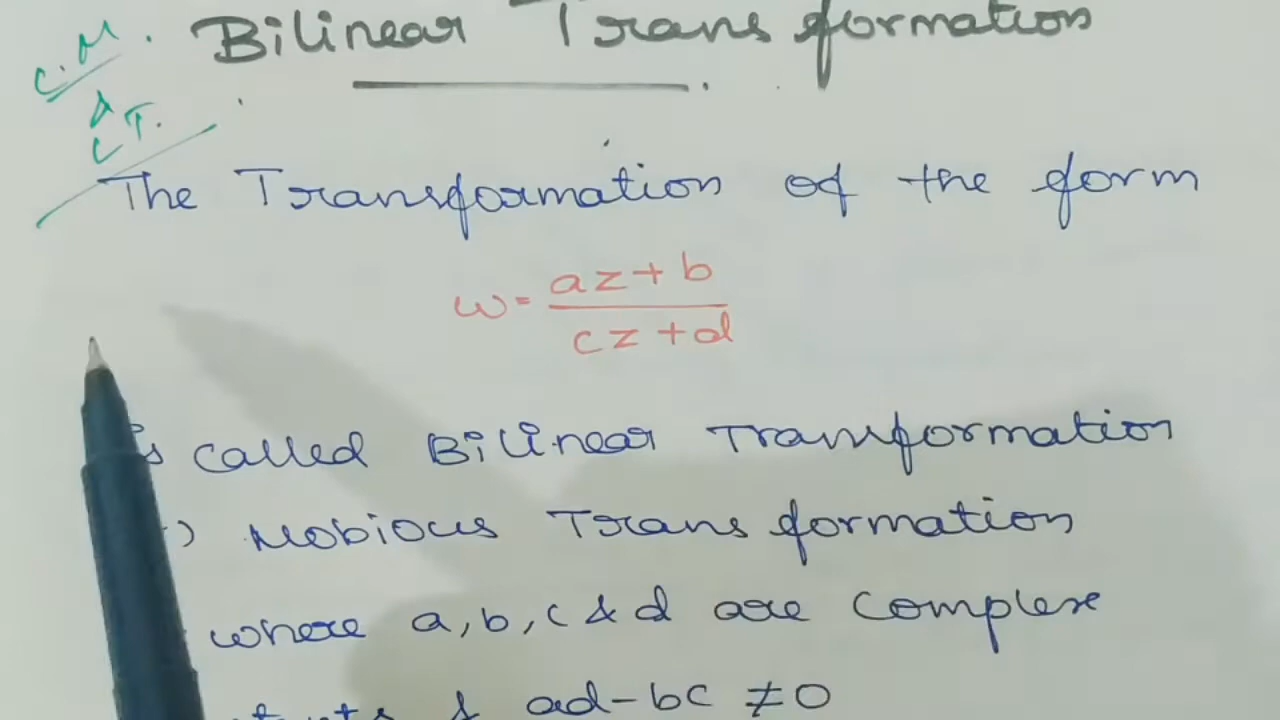 C.M.
Bilinear Transformation
&
C T.
The Transformation of the form
w = az+b
cz+d
is called Bilinear Transformation
) Mobious Transformation
where a, b, c & d are complex
& ad-bc ≠0